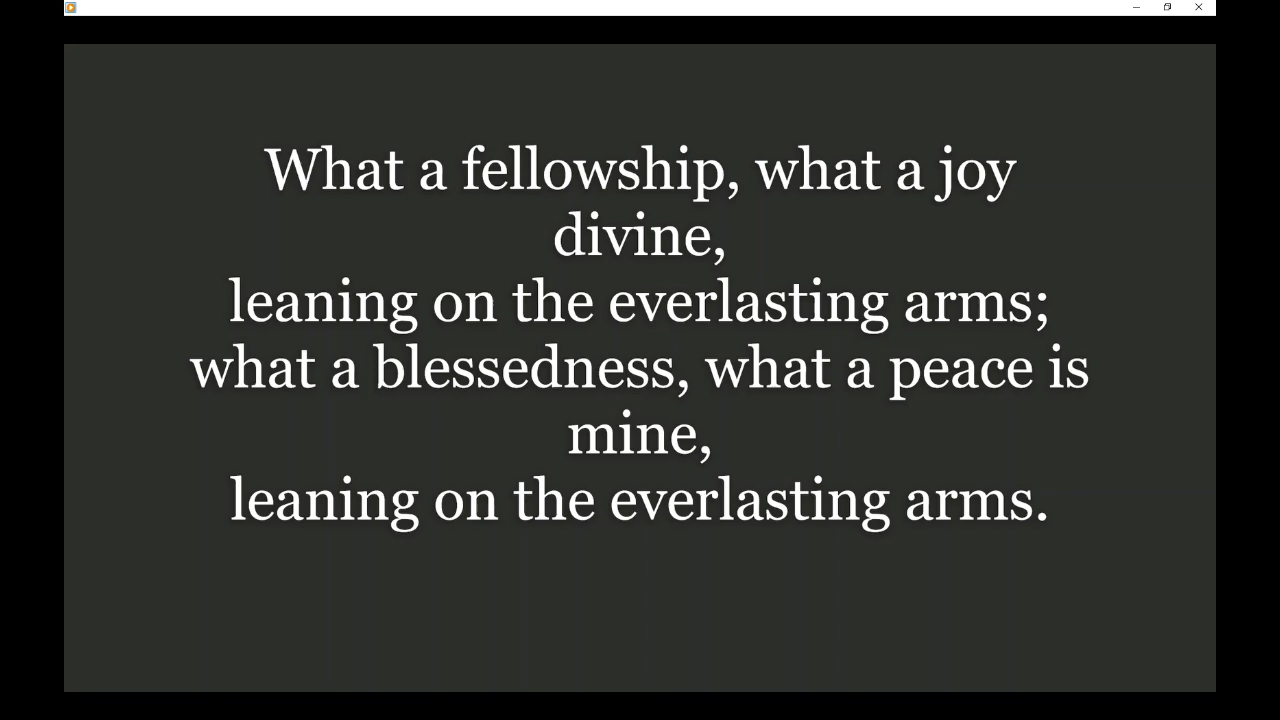 What a fellowship, what a joy
divine,
leaning on the everlasting arms;
what a blessedness, what a peace is
mine,
leaning on the everlasting arms.